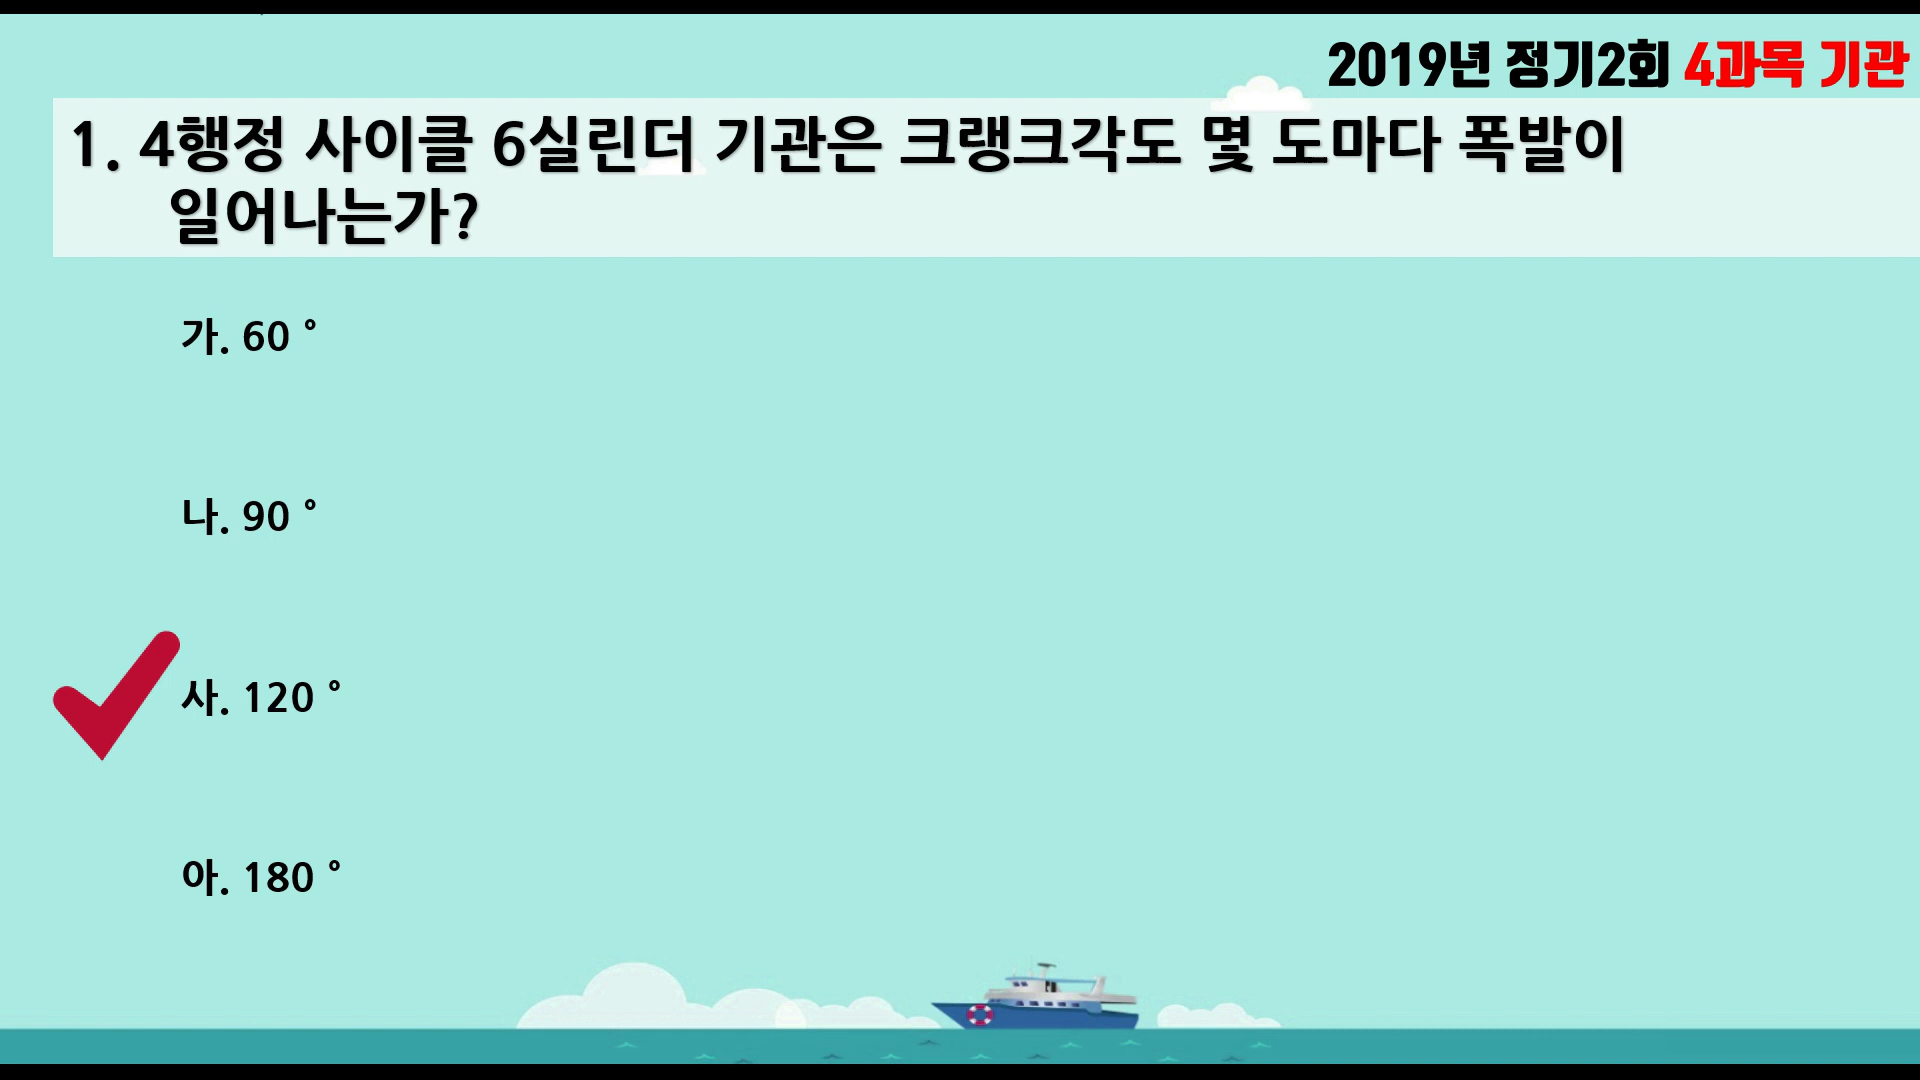 2019년 정기2회 4과목 기관
1. 4행정 사이클 6실린더 기관은 크랭크각도 몇 도마다 폭발이
일어나는가?
가. 60 °
나. 90 °
사. 120 °
아. 180 °